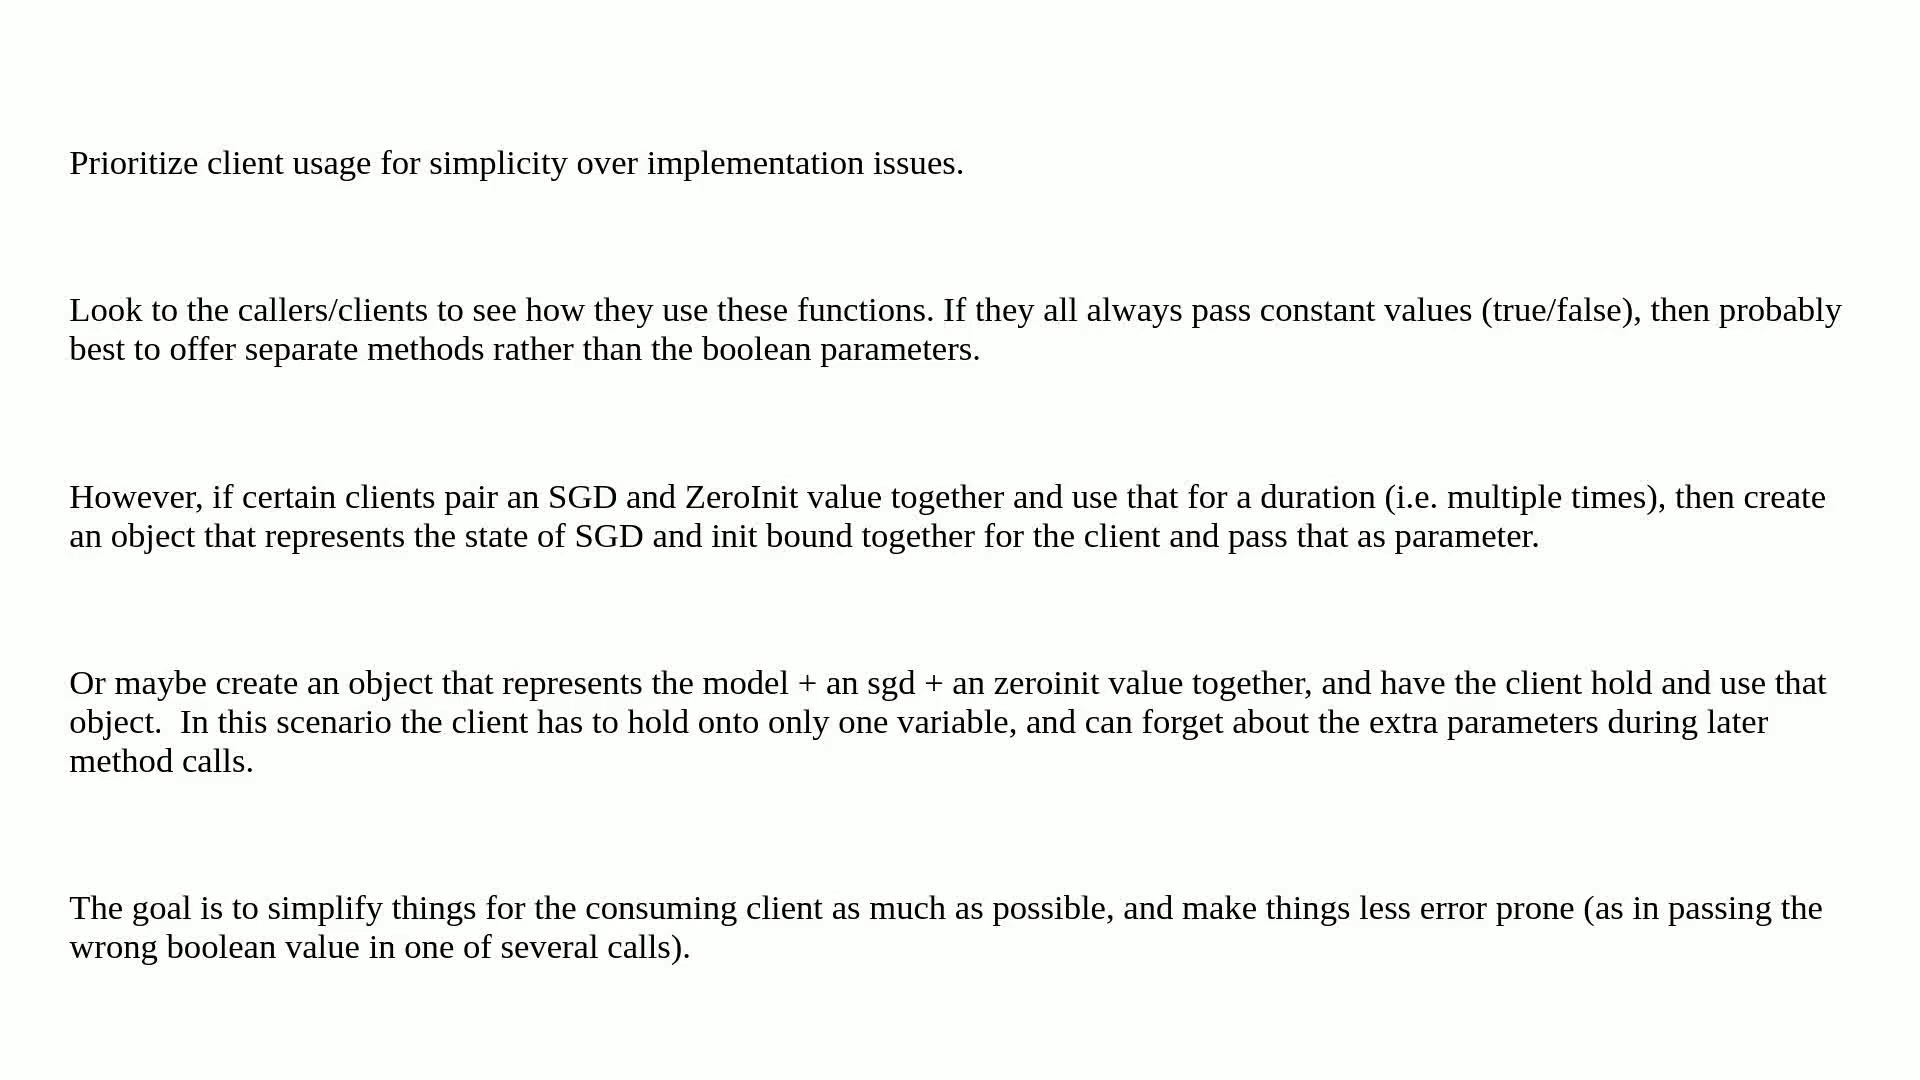 Prioritize client usage for simplicity over implementation issues.
Look to the callers/clients to see how they use these functions. If they all always pass constant values (true/false), then probably
best to offer separate methods rather than the boolean parameters.
However, if certain clients pair an SGD and ZeroInit value together and use that for a duration (i.e. multiple times), then create
an object that represents the state of SGD and init bound together for the client and pass that as parameter.
Or maybe create an object that represents the model + an sgd + an zeroinit value together, and have the client hold and use that
object.  In this scenario the client has to hold onto only one variable, and can forget about the extra parameters during later
method calls.
The goal is to simplify things for the consuming client as much as possible, and make things less error prone (as in passing the
wrong boolean value in one of several calls).